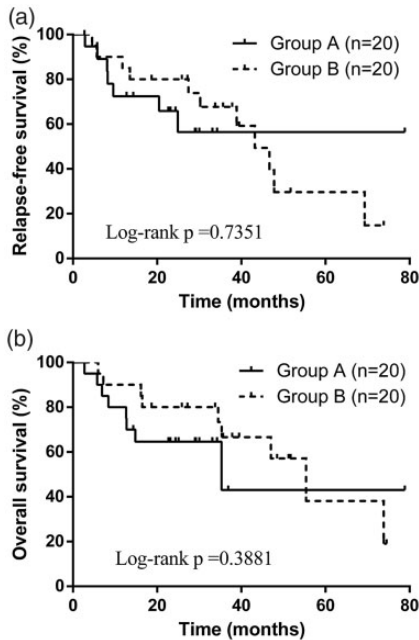 (a)
100
80
60
40
20
0
Relapse-free survival (%)
Group A (n=20)
Group B (n=20)
Log-rank p =0.7351
0 20 40 60 80
Time (months)
(b)
100
80
60
40
20
0
Overall survival (%)
Group A (n=20)
Group B (n=20)
Log-rank p =0.3881
0 20 40 60 80
Time (months)